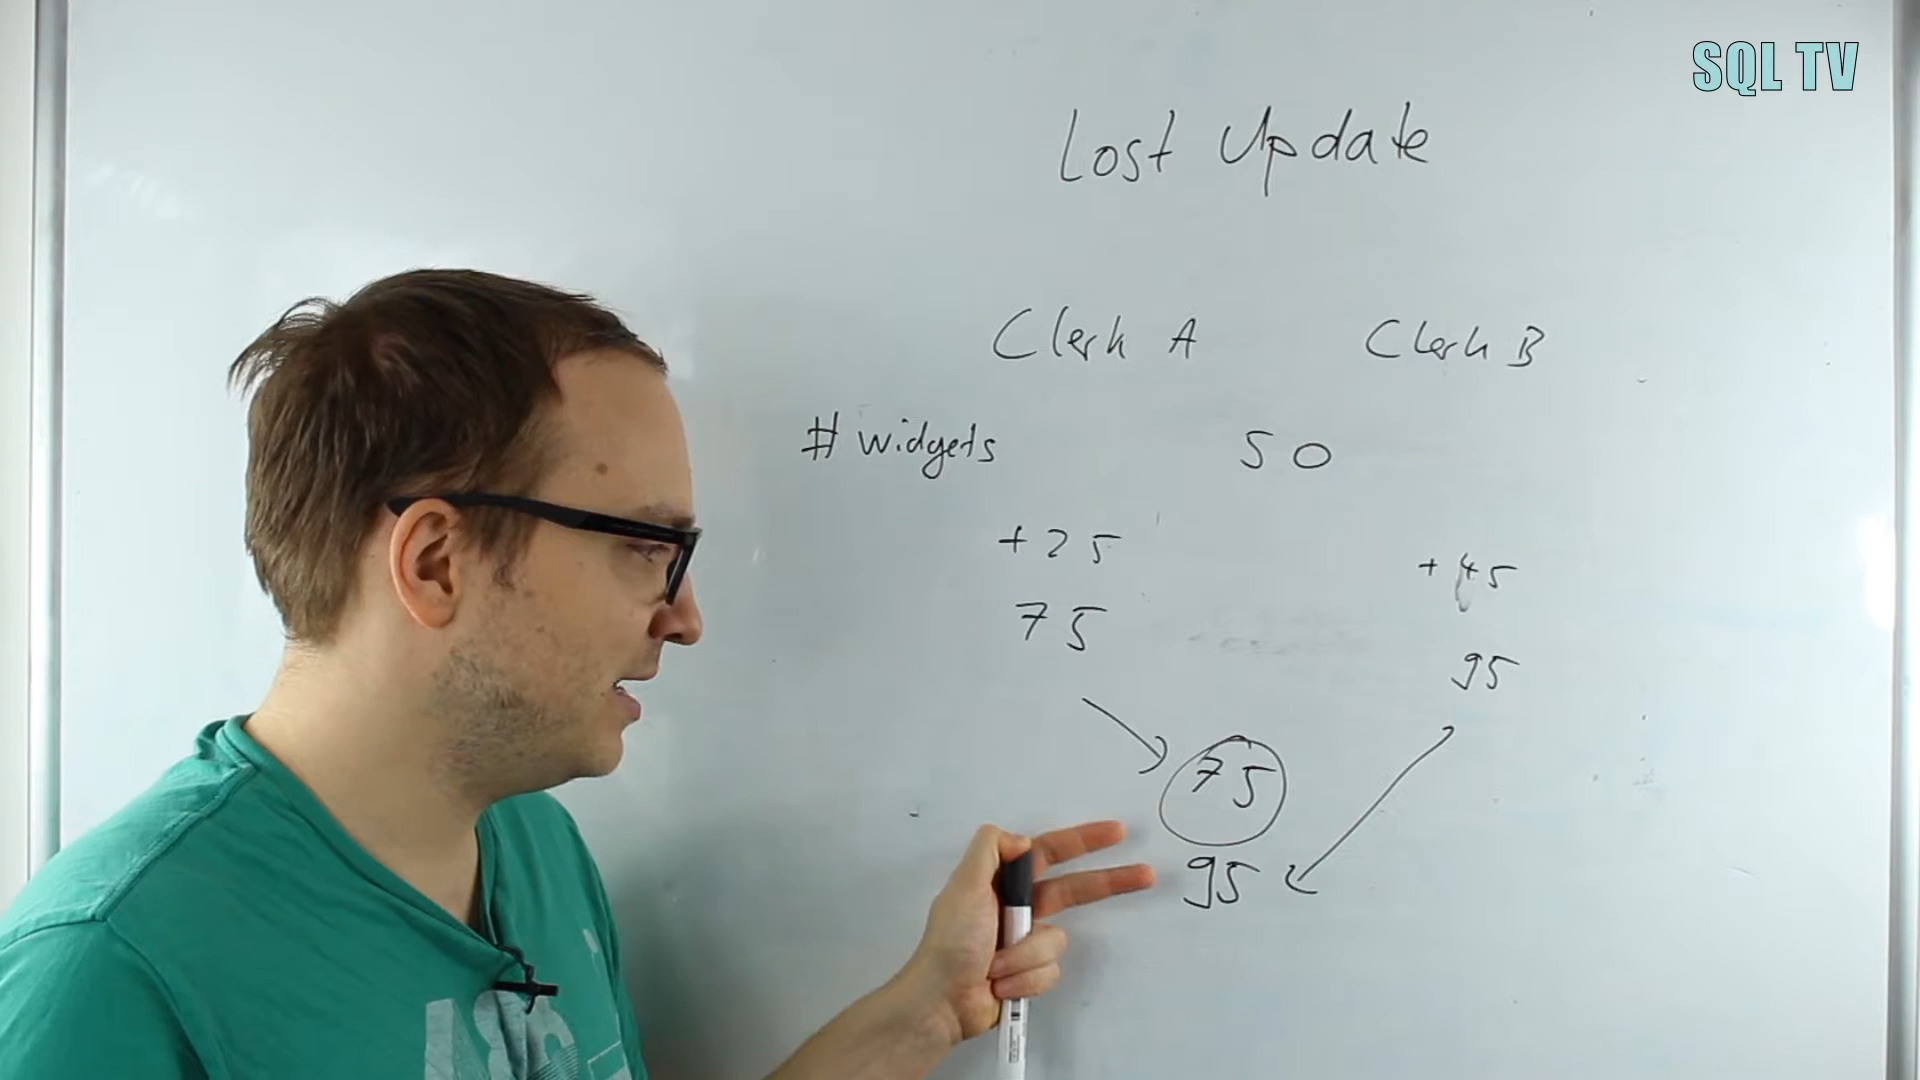 SQL TV
Lost Update
Clerk A Clerk B
# widgets 50
+25 +45
75 95
75
95